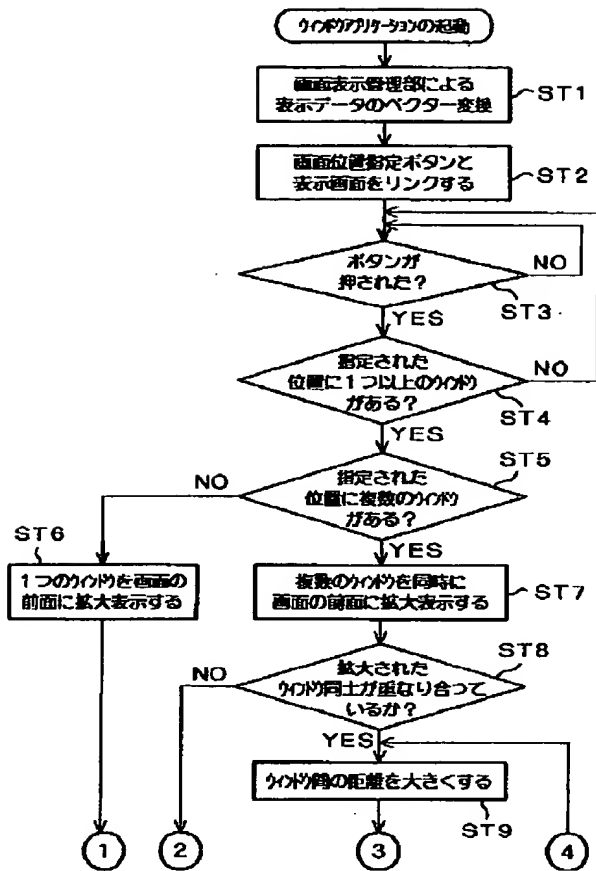 ウィンドウアプリケーションの起動
画面表示管理部による
表示データのベクター変換
ST1
画面位置指定ボタンと
表示画面をリンクする
ST2
ボタンが
押された？
NO
ST3
YES
指定された
位置に1つ以上のウィンドウ
がある？
NO
ST4
YES
指定された
位置に複数のウィンドウ
がある？
ST5
NO
YES
ST6
1つのウィンドウを画面の
前面に拡大表示する
複数のウィンドウを同時に
画面の前面に拡大表示する
ST7
拡大された
ウィンドウ同士が重なり合って
いるか？
ST8
NO
YES
ウィンドウ間の距離を大きくする
ST9
1
2
3
4